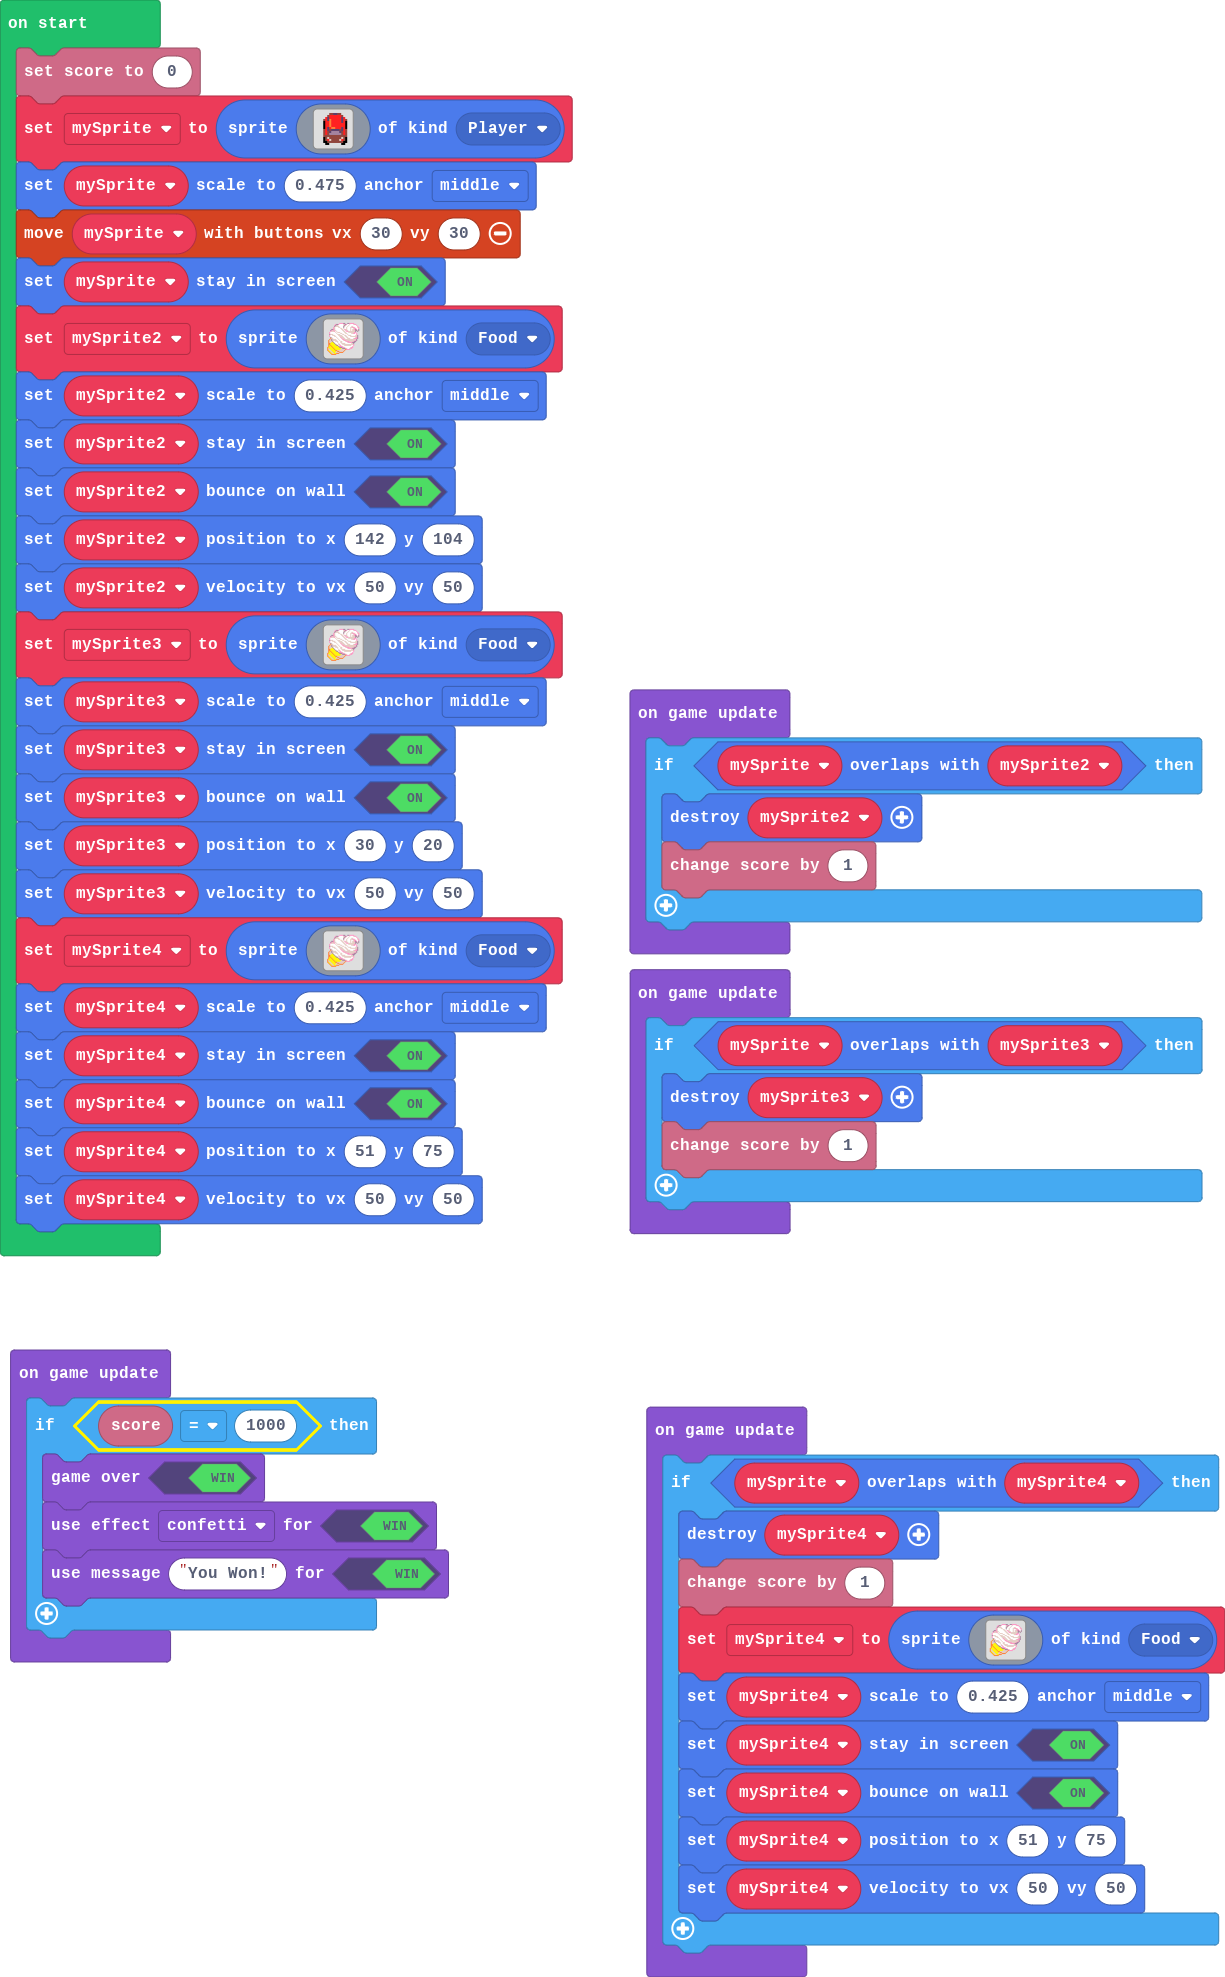 on start
set score to 0
set mySprite to sprite of kind Player
set mySprite scale to 0.475 anchor middle
move mySprite with buttons vx 30 vy 30
set mySprite stay in screen ON
set mySprite2 to sprite of kind Food
set mySprite2 scale to 0.425 anchor middle
set mySprite2 stay in screen ON
set mySprite2 bounce on wall ON
set mySprite2 position to x 142 y 104
set mySprite2 velocity to vx 50 vy 50
set mySprite3 to sprite of kind Food
set mySprite3 scale to 0.425 anchor middle
set mySprite3 stay in screen ON
set mySprite3 bounce on wall ON
set mySprite3 position to x 30 y 20
set mySprite3 velocity to vx 50 vy 50
set mySprite4 to sprite of kind Food
set mySprite4 scale to 0.425 anchor middle
set mySprite4 stay in screen ON
set mySprite4 bounce on wall ON
set mySprite4 position to x 51 y 75
set mySprite4 velocity to vx 50 vy 50
on game update
if mySprite overlaps with mySprite2 then
destroy mySprite2
change score by 1
on game update
if mySprite overlaps with mySprite3 then
destroy mySprite3
change score by 1
on game update
if score = 1000 then
game over WIN
use effect confetti for WIN
use message "You Won!" for WIN
on game update
if mySprite overlaps with mySprite4 then
destroy mySprite4
change score by 1
set mySprite4 to sprite of kind Food
set mySprite4 scale to 0.425 anchor middle
set mySprite4 stay in screen ON
set mySprite4 bounce on wall ON
set mySprite4 position to x 51 y 75
set mySprite4 velocity to vx 50 vy 50